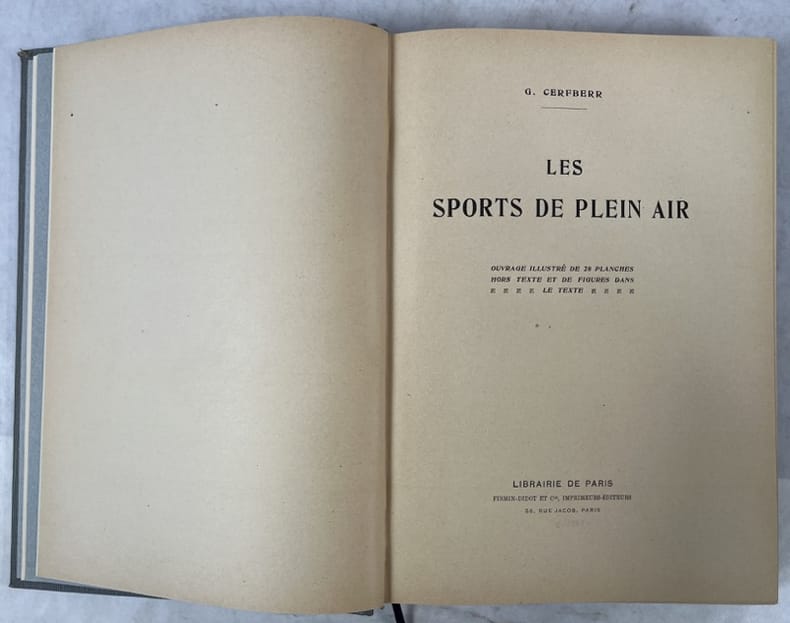 G. CERFBERR
LES
SPORTS DE PLEIN AIR
OUVRAGE ILLUSTRÉ DE 28 PLANCHES
HORS TEXTE ET DE FIGURES DANS
LE TEXTE
LIBRAIRIE DE PARIS
FIRMIN-DIDOT ET Cie, IMPRIMEURS-ÉDITEURS
56, RUE JACOB, PARIS